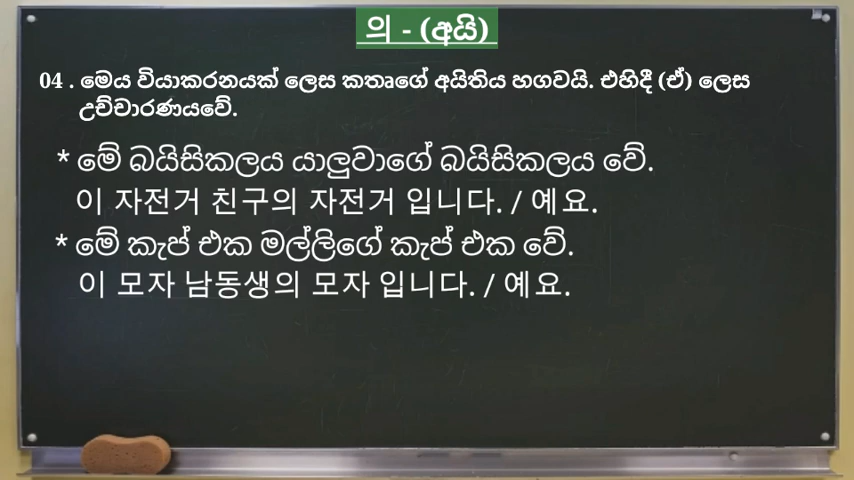 의 - (අයි)
04 . මෙය ව්යාකරනයක් ලෙස කතෘගේ අයිතිය හගවයි. එහිදී (ඒ) ලෙස
උච්චාරණයවේ.
* මේ බයිසිකලය යාලුවාගේ බයිසිකලය වේ.
이 자전거 친구의 자전거 입니다. / 예요.
* මේ කැප් එක මල්ලිගේ කැප් එක වේ.
이 모자 남동생의 모자 입니다. / 예요.